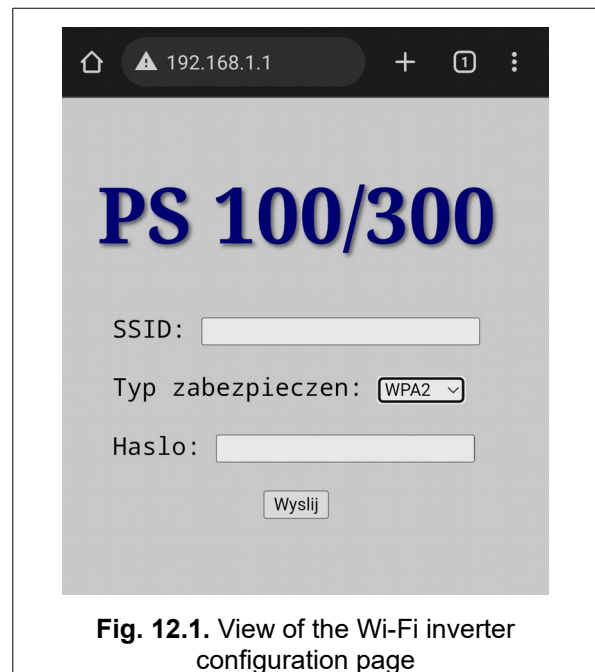 192.168.1.1
1
PS 100/300
SSID:
Typ zabezpieczen: WPA2
Haslo:
Wyslij
Fig. 12.1. View of the Wi-Fi inverter
configuration page